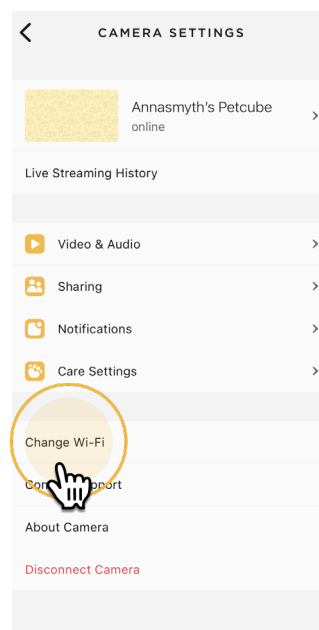 CAMERA SETTINGS
Annasmyth's Petcube
online
Live Streaming History
Video & Audio
Sharing
Notifications
Care Settings
Change Wi-Fi
About Camera
Disconnect Camera